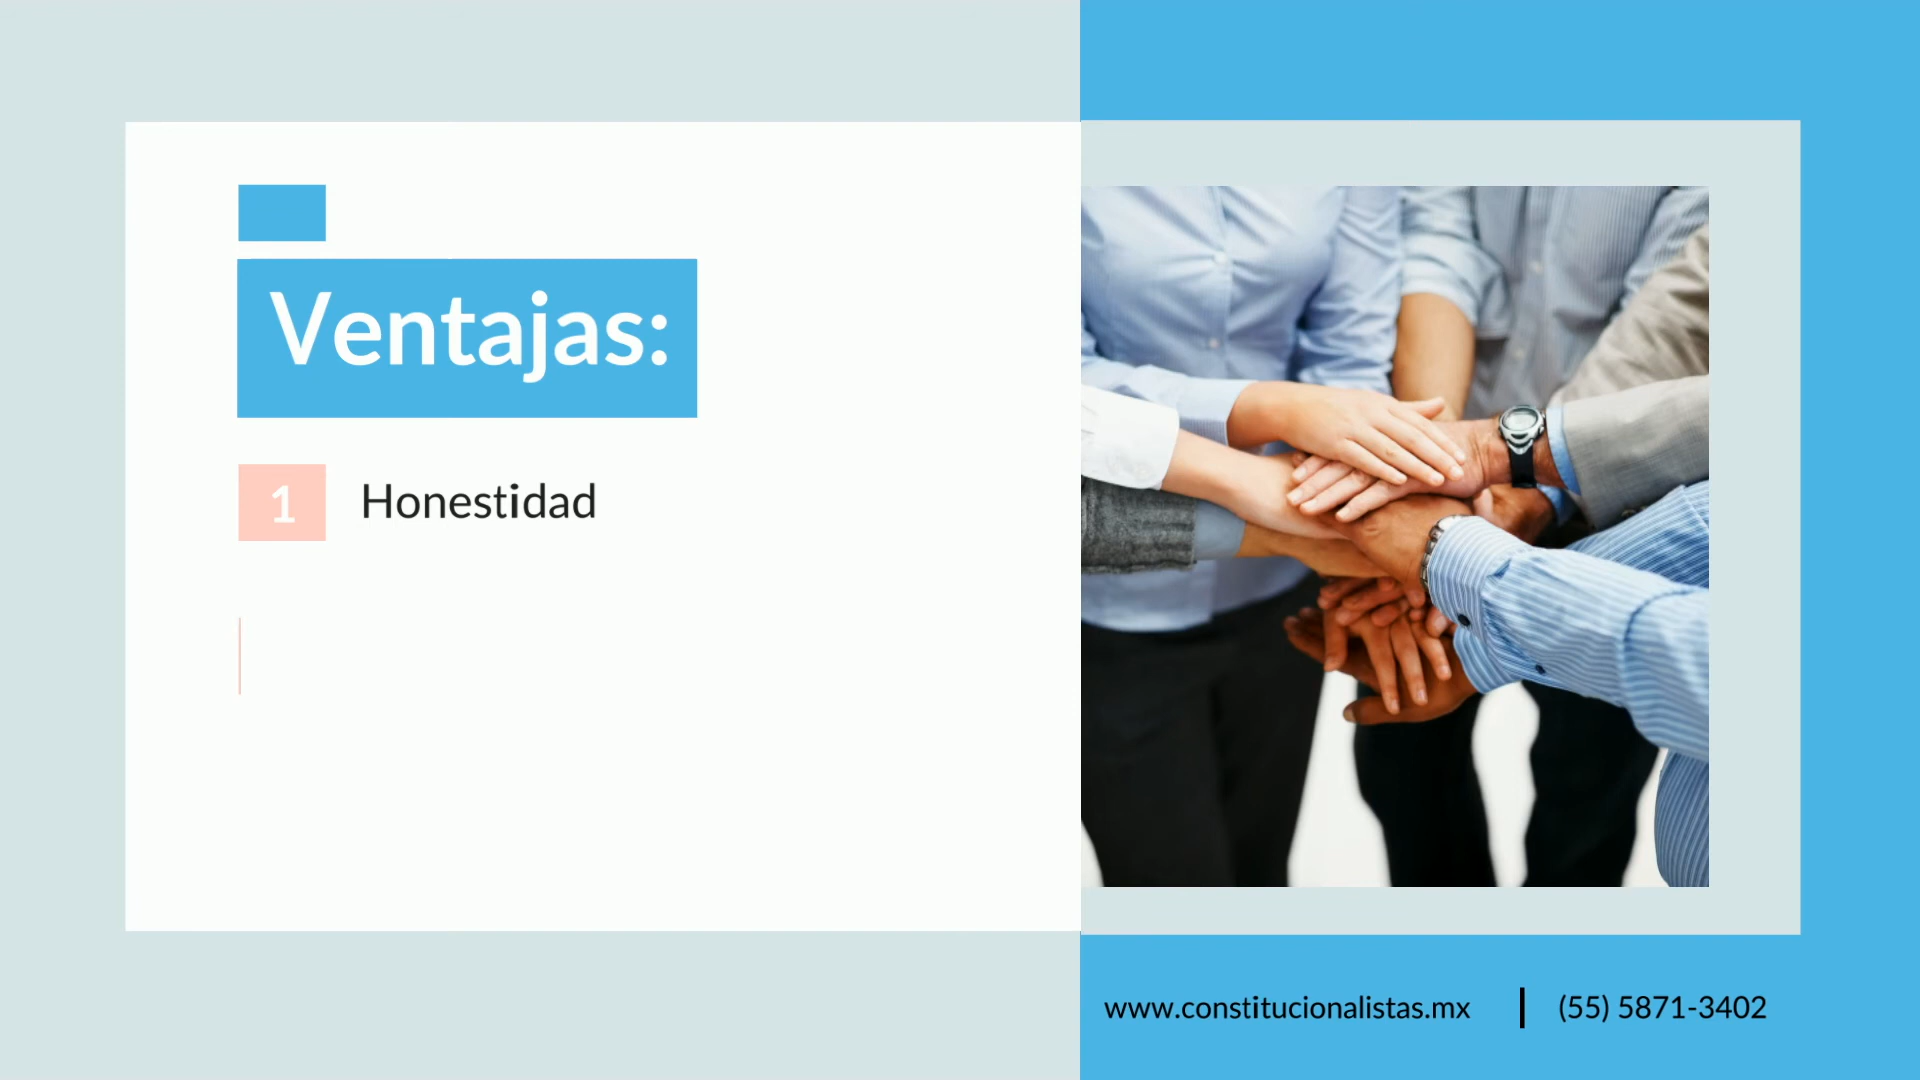 Ventajas:
1 Honestidad
www.constitucionalistas.mx | (55) 5871-3402